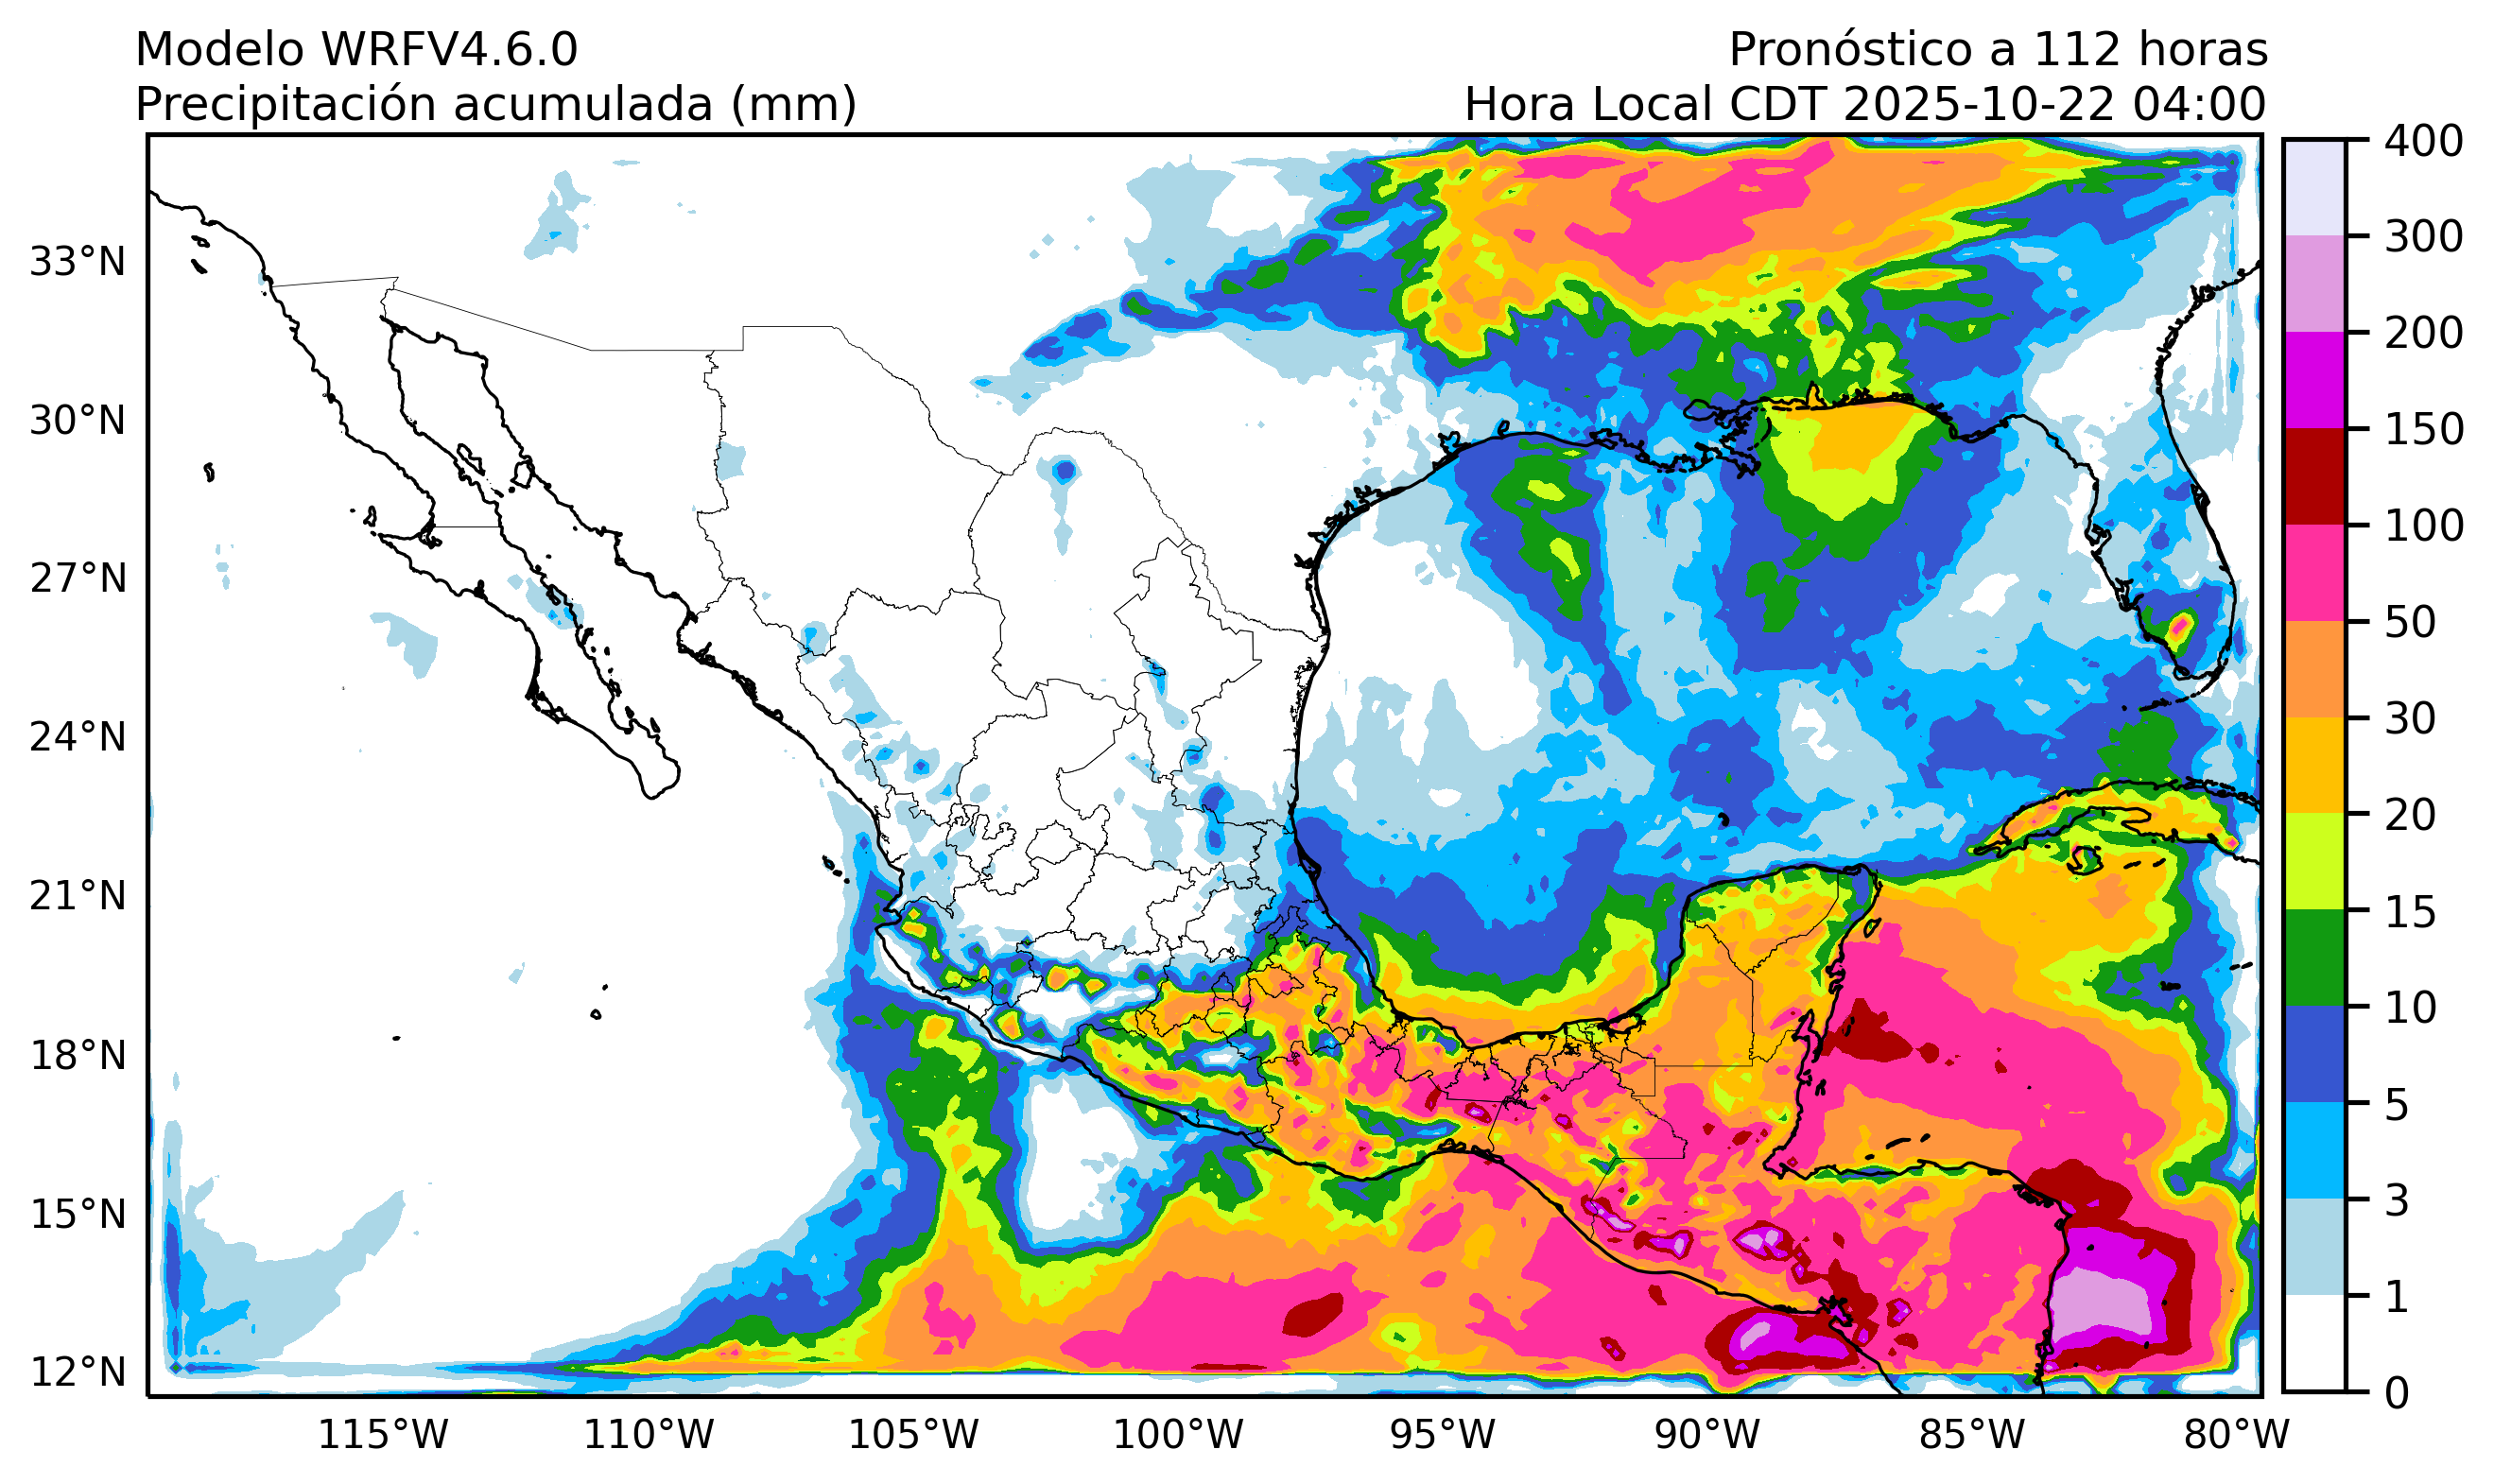 Modelo WRFV4.6.0
Precipitación acumulada (mm)
Pronóstico a 112 horas
Hora Local CDT 2025-10-22 04:00
33°N
30°N
27°N
24°N
21°N
18°N
15°N
12°N
115°W
110°W
105°W
100°W
95°W
90°W
85°W
80°W
400
300
200
150
100
50
30
20
15
10
5
3
1
0